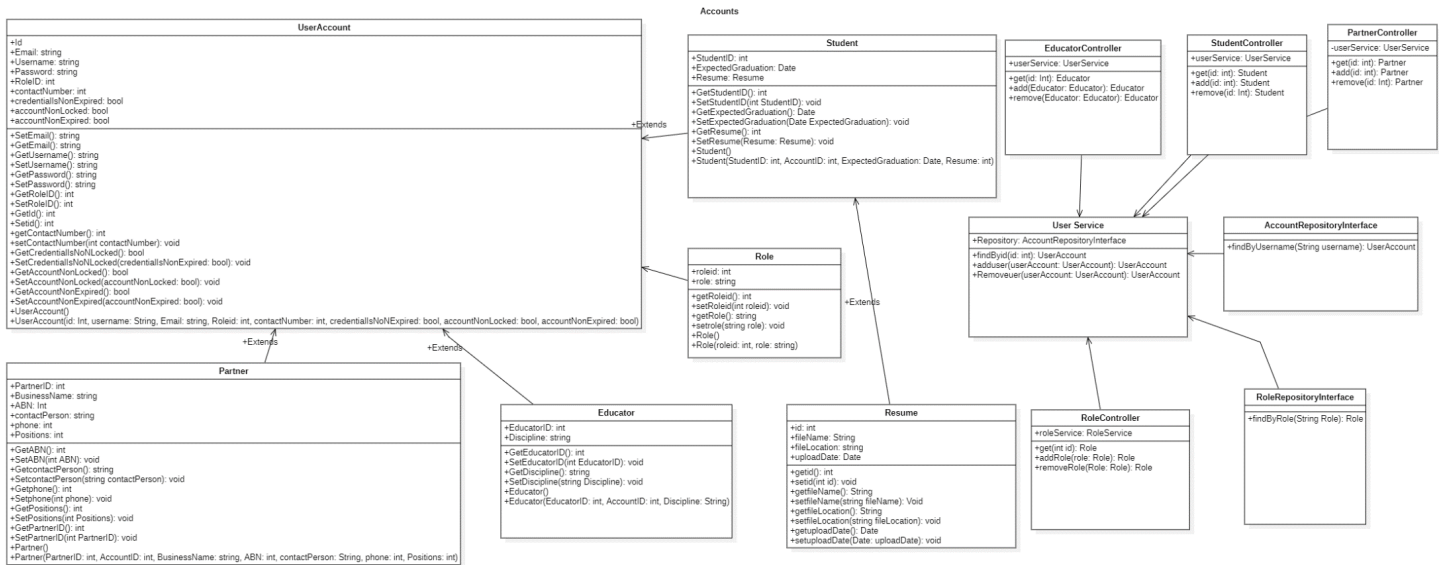 Accounts
UserAccount
+Id
+Email: string
+Username: string
+Password: string
+RoleID: int
+contactNumber: int
+credentialIsNonExpired: bool
+accountNonLocked: bool
+accountNonExpired: bool
+SetEmail(): string
+GetEmail(): string
+GetUsername(): string
+SetUsername(): string
+GetPassword(): string
+SetPassword(): string
+GetRoleID(): int
+SetRoleID(): int
+GetId(): int
+Setid(): int
+getContactNumber(): int
+setContactNumber(int contactNumber): void
+GetCredentialIsNoNLocked(): bool
+SetCredentialIsNoNLocked(credentialIsNonExpired: bool): void
+GetAccountNonLocked(): bool
+SetAccountNonLocked(accountNonLocked: bool): void
+GetAccountNonExpired(): bool
+SetAccountNonExpired(accountNonExpired: bool): void
+UserAccount()
+UserAccount(id: Int, username: String, Email: string, Roleid: int, contactNumber: int, credentialIsNoNExpired: bool, accountNonLocked: bool, accountNonExpired: bool)
+Extends
Student
+StudentID: int
+ExpectedGraduation: Date
+Resume: Resume
+GetStudentID(): int
+SetStudentID(int StudentID): void
+GetExpectedGraduation(): Date
+SetExpectedGraduation(Date ExpectedGraduation): void
+GetResume(): int
+SetResume(Resume: Resume): void
+Student()
+Student(StudentID: int, AccountID: int, ExpectedGraduation: Date, Resume: int)
EducatorController
+userService: UserService
+get(id: Int): Educator
+add(Educator: Educator): Educator
+remove(Educator: Educator): Educator
StudentController
+userService: UserService
+get(id: int): Student
+add(id: int): Student
+remove(id: Int): Student
PartnerController
-userService: UserService
+get(id: int): Partner
+add(id: int): Partner
+remove(id: Int): Partner
User Service
+Repository: AccountRepositoryInterface
+findByid(id: int): UserAccount
+adduser(userAccount: UserAccount): UserAccount
+Removeuer(userAccount: UserAccount): UserAccount
AccountRepositoryInterface
+findByUsername(String username): UserAccount
Role
+roleid: int
+role: string
+getRoleid(): int
+setRoleid(int roleid): void
+getRole(): string
+setrole(string role): void
+Role()
+Role(roleid: int, role: string)
+Extends
+Extends
+Extends
Partner
+PartnerID: int
+BusinessName: string
+ABN: Int
+contactPerson: string
+phone: int
+Positions: int
+GetABN(): int
+SetABN(int ABN): void
+GetcontactPerson(): string
+SetcontactPerson(string contactPerson): void
+Getphone(): int
+Setphone(int phone): void
+GetPositions(): int
+SetPositions(int Positions): void
+GetPartnerID(): int
+SetPartnerID(int PartnerID): void
+Partner()
+Partner(PartnerID: int, AccountID: int, BusinessName: string, ABN: int, contactPerson: String, phone: int, Positions: int)
Educator
+EducatorID: int
+Discipline: string
+GetEducatorID(): int
+SetEducatorID(int EducatorID): void
+GetDiscipline(): string
+SetDiscipline(string Discipline): void
+Educator()
+Educator(EducatorID: int, AccountID: int, Discipline: String)
Resume
+id: int
+fileName: String
+fileLocation: string
+uploadDate: Date
+getid(): int
+setid(int id): void
+getfileName(): String
+setfileName(string fileName): Void
+getfileLocation(): String
+setfileLocation(string fileLocation): void
+getuploadDate(): Date
+setuploadDate(Date: uploadDate): void
RoleController
+roleService: RoleService
+get(int id): Role
+addRole(role: Role): Role
+removeRole(Role: Role): Role
RoleRepositoryInterface
+findByRole(String Role): Role